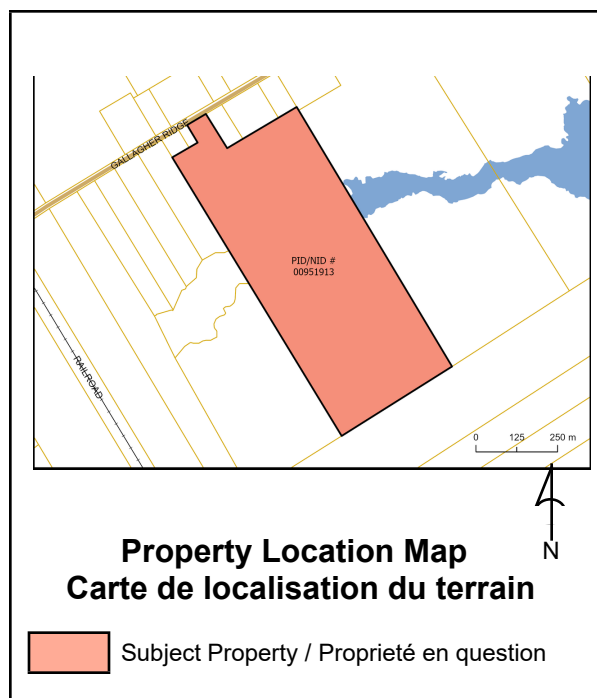 GALLAGHER RIDGE
PID/NID #
00951913
RAILROAD
0 125 250 m
N
Property Location Map
Carte de localisation du terrain
Subject Property / Proprieté en question